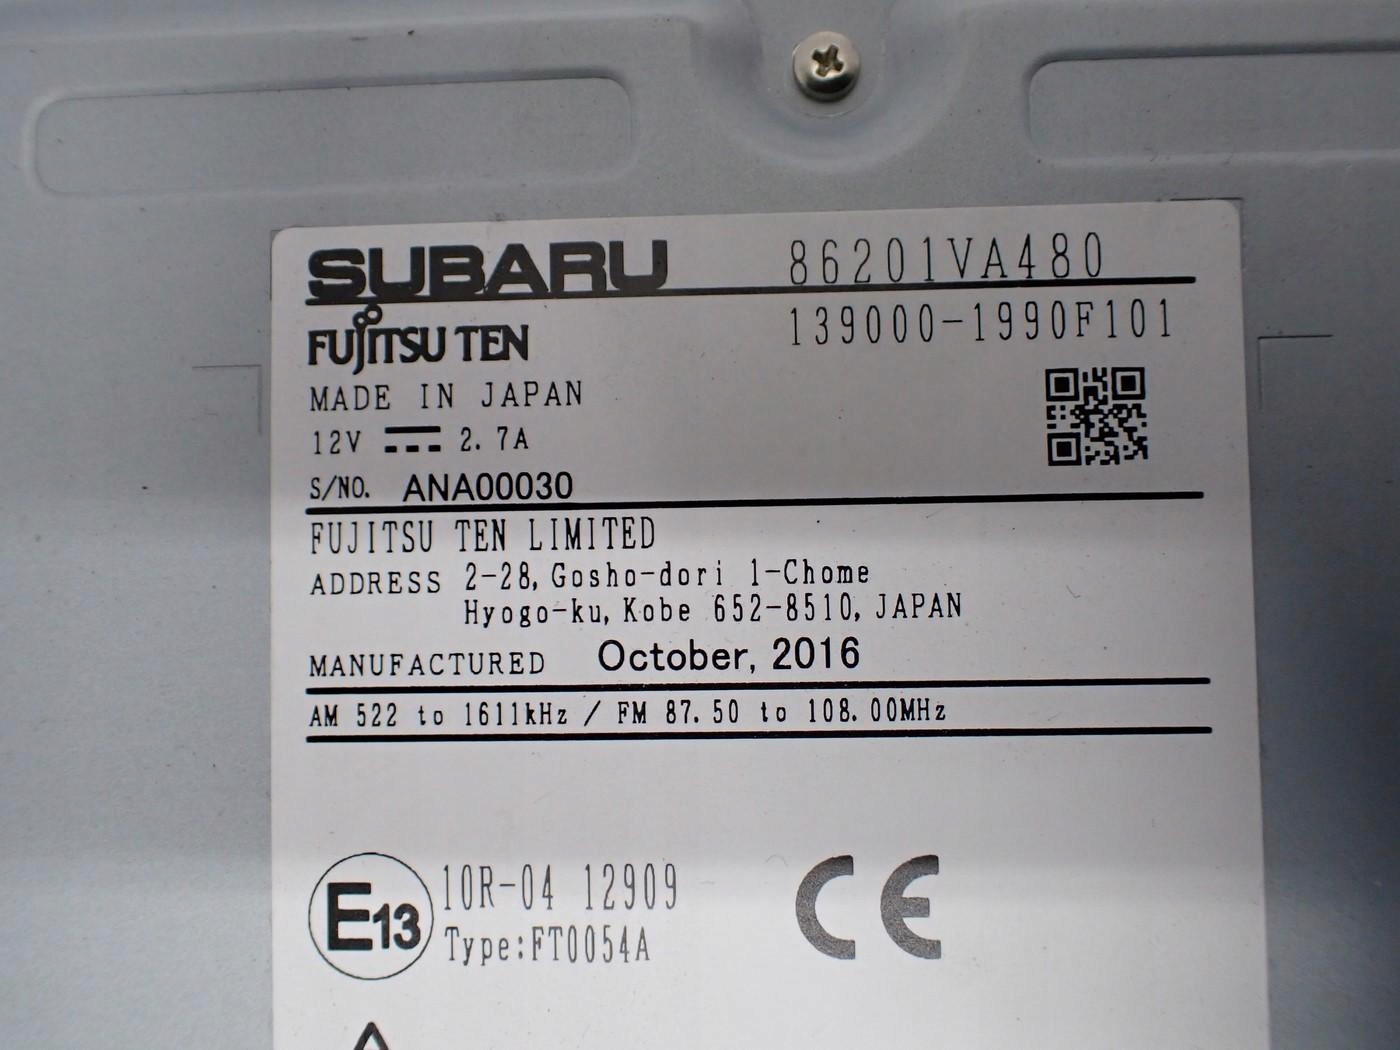 SUBARU 86201VA480
FUJITSU TEN 139000-1990F101
MADE IN JAPAN
12V 2.7A
S/NO. ANA00030
FUJITSU TEN LIMITED
ADDRESS 2-28, Gosho-dori 1-Chome
Hyogo-ku, Kobe 652-8510, JAPAN
MANUFACTURED October, 2016
AM 522 to 1611kHz / FM 87.50 to 108.00MHz
E13 10R-04 12909 CE
Type:FT0054A